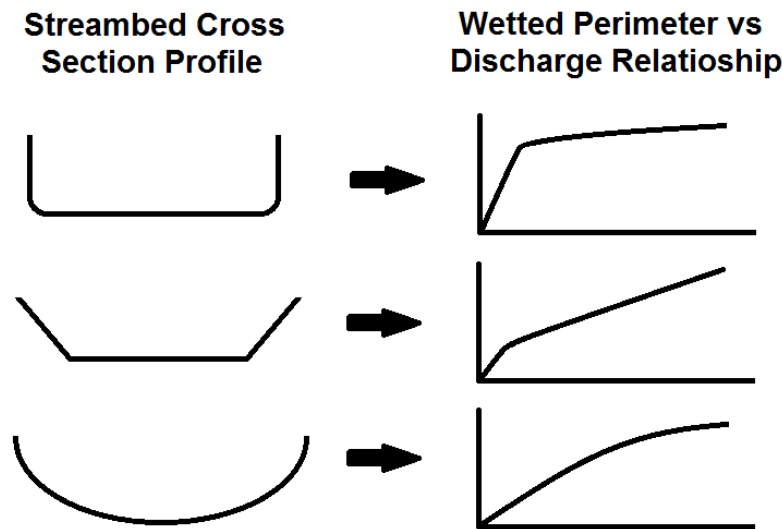 Streambed Cross
Section Profile
Wetted Perimeter vs
Discharge Relatioship